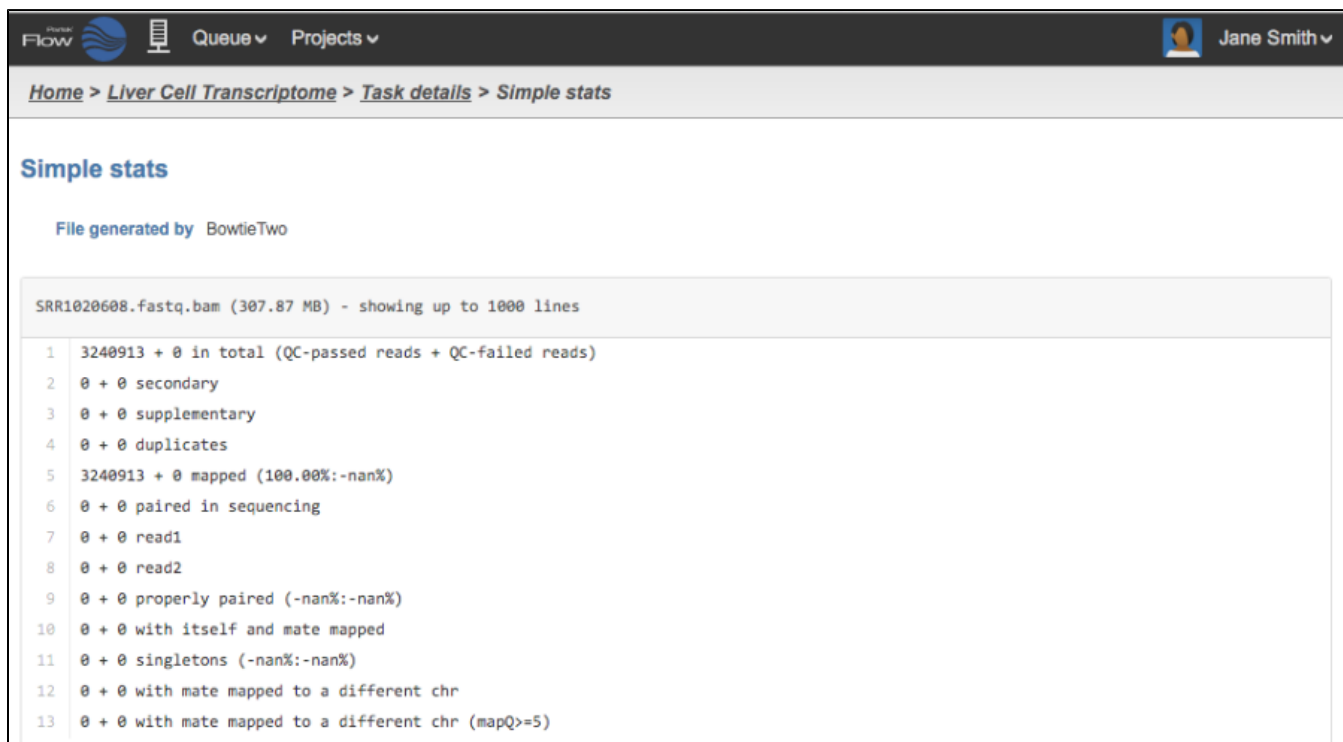 Partek
Flow Queue Projects Jane Smith
Home > Liver Cell Transcriptome > Task details > Simple stats
Simple stats
File generated by BowtieTwo
SRR1020608.fastq.bam (307.87 MB) - showing up to 1000 lines
1 3240913 + 0 in total (QC-passed reads + QC-failed reads)
2 0 + 0 secondary
3 0 + 0 supplementary
4 0 + 0 duplicates
5 3240913 + 0 mapped (100.00%:-nan%)
6 0 + 0 paired in sequencing
7 0 + 0 read1
8 0 + 0 read2
9 0 + 0 properly paired (-nan%:-nan%)
10 0 + 0 with itself and mate mapped
11 0 + 0 singletons (-nan%:-nan%)
12 0 + 0 with mate mapped to a different chr
13 0 + 0 with mate mapped to a different chr (mapQ>=5)